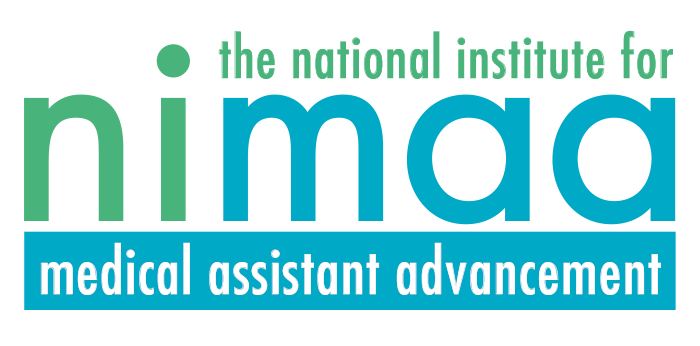 the national institute for
nimaa
medical assistant advancement